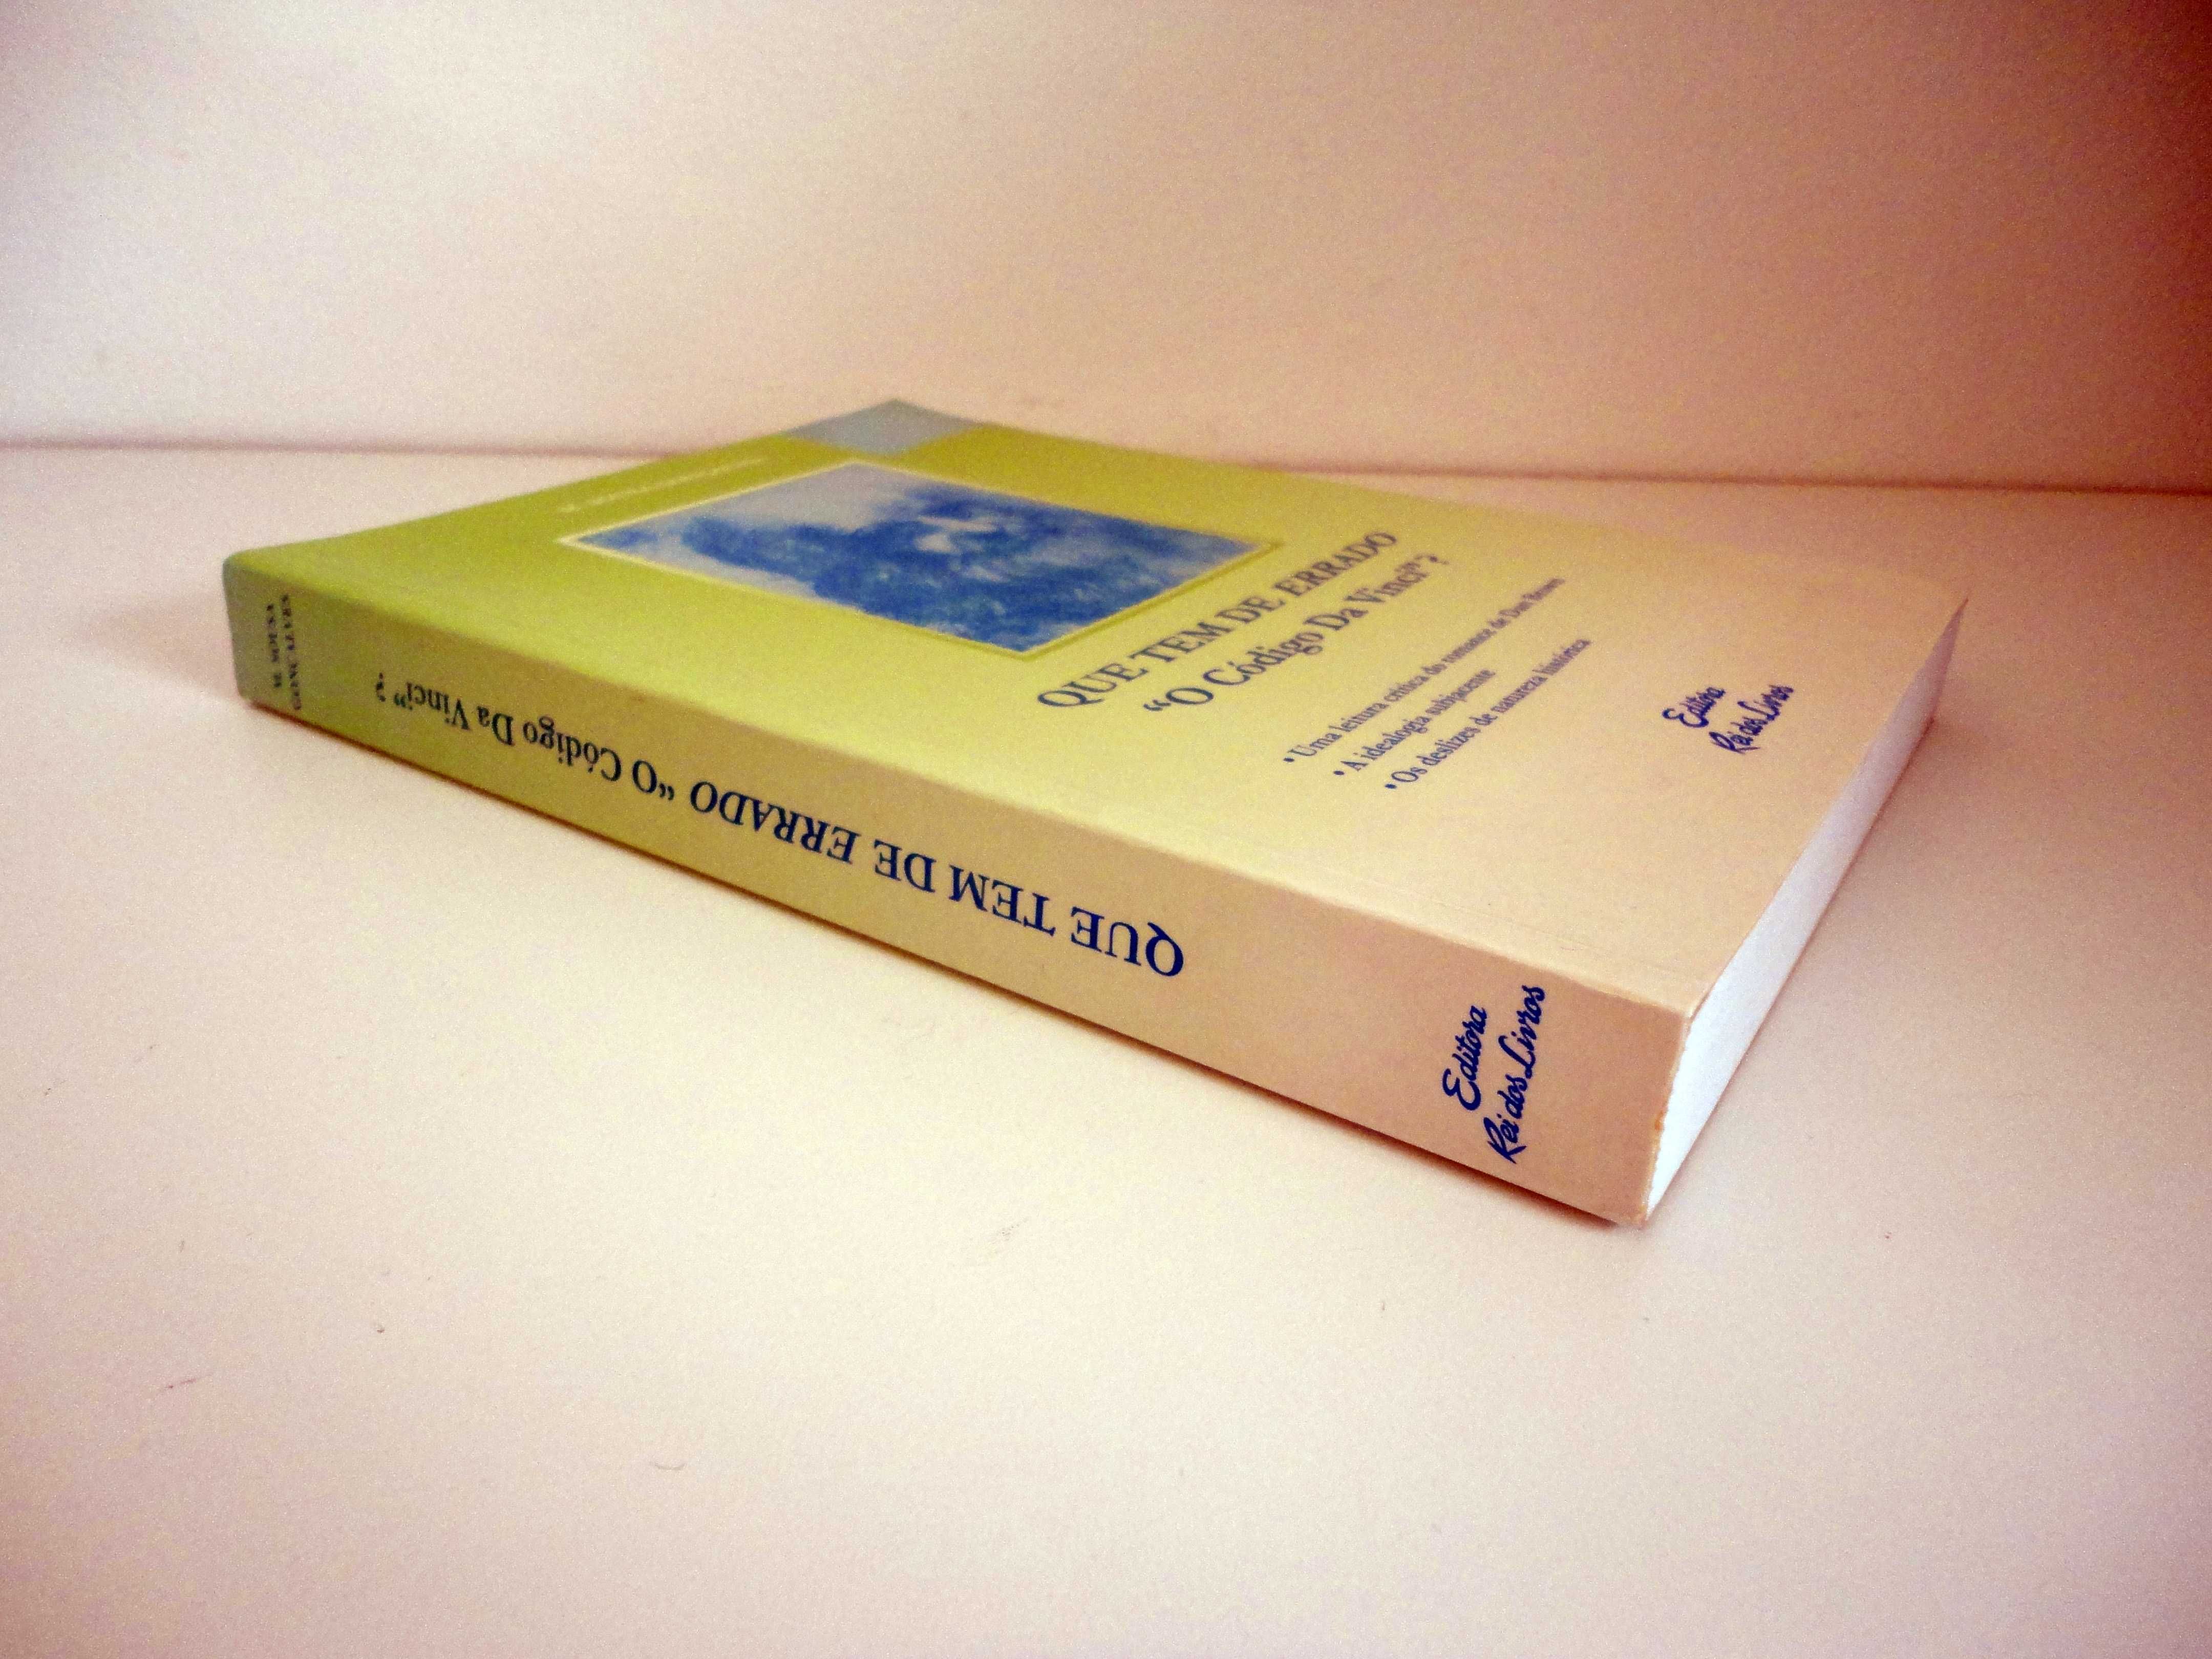 QUE TEM DE ERRADO
“O Código Da Vinci”?
• Uma leitura crítica do romance de Dan Brown
• A idealogia subjacente
• Os deslizes de natureza histórica
Editora
Rei dos Livros
M. SOUSA
GONÇALVES
QUE TEM DE ERRADO “O Código Da Vinci”?
Editora
Rei dos Livros